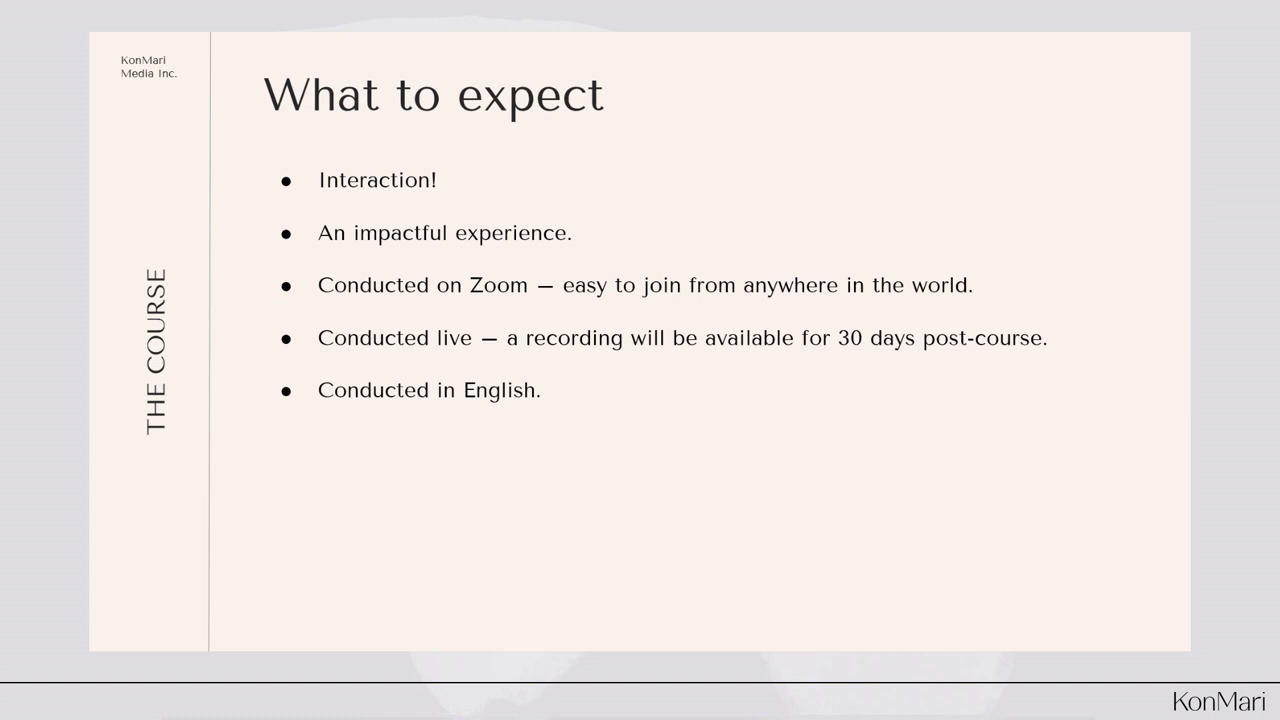 KonMari
Media Inc.
THE COURSE
What to expect
● Interaction!
● An impactful experience.
● Conducted on Zoom – easy to join from anywhere in the world.
● Conducted live – a recording will be available for 30 days post-course.
● Conducted in English.
KonMari